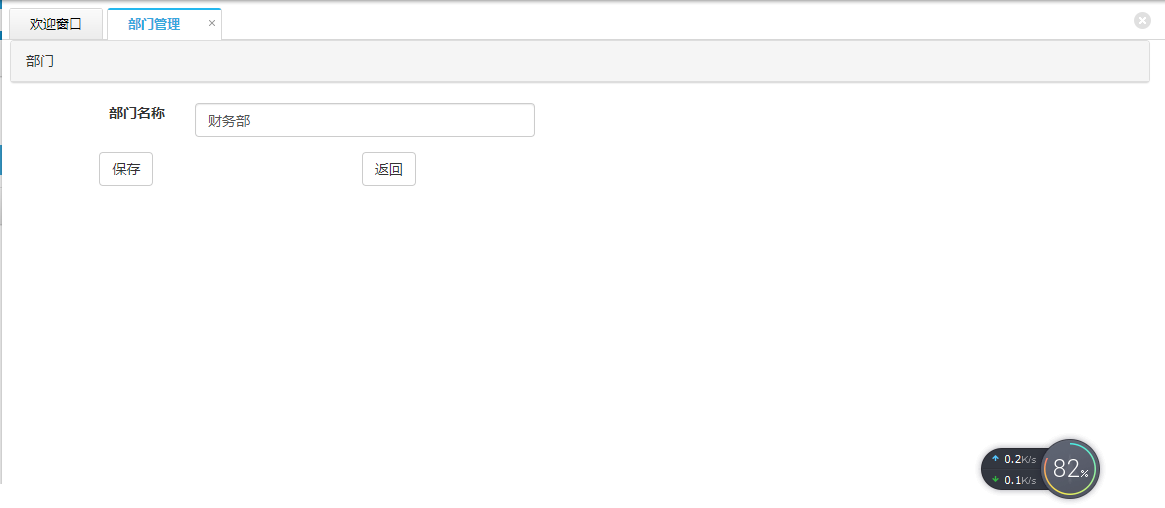 欢迎窗口 部门管理 ×
部门
部门名称 财务部
保存 返回
0.2K/s
0.1K/s
82%